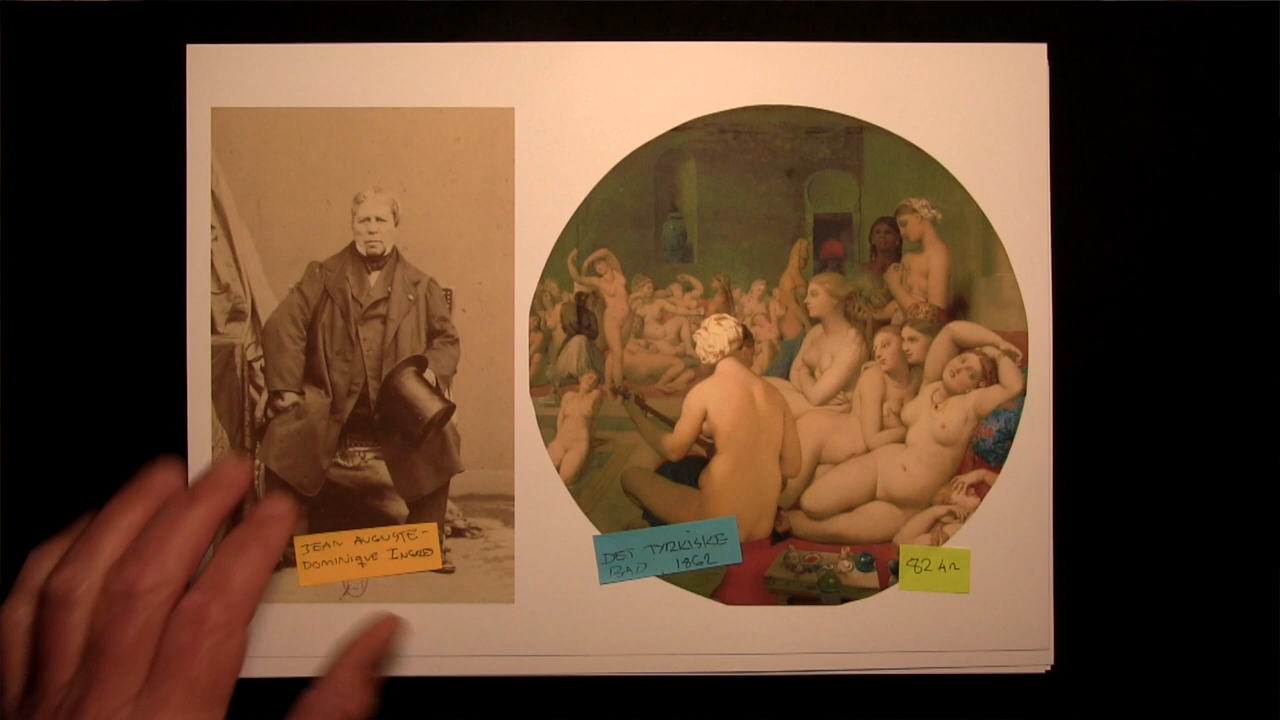 JEAN AUGUSTE-
DOMINIQUE INGRES
DET TYRKISKE
BAD, 1862
82 ÅR